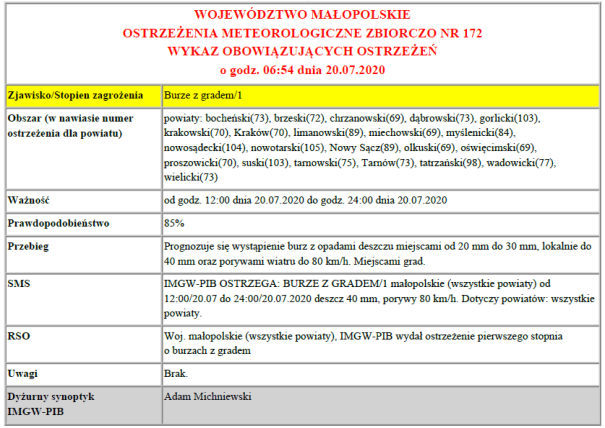 WOJEWÓDZTWO MAŁOPOLSKIE
OSTRZEŻENIA METEOROLOGICZNE ZBIORCZO NR 172
WYKAZ OBOWIĄZUJĄCYCH OSTRZEŻEŃ
o godz. 06:54 dnia 20.07.2020
Zjawisko/Stopien zagrożenia Burze z gradem/1
Obszar (w nawiasie numer powiaty: bocheński(73), brzeski(72), chrzanowski(69), dąbrowski(73), gorlicki(103),
ostrzeżenia dla powiatu) krakowski(70), Kraków(70), limanowski(89), miechowski(69), myślenicki(84),
nowosądecki(104), nowotarski(105), Nowy Sącz(89), olkuski(69), oświęcimski(69),
proszowicki(70), suski(103), tarnowski(75), Tarnów(73), tatrzański(98), wadowicki(77),
wielicki(73)
Ważność od godz. 12:00 dnia 20.07.2020 do godz. 24:00 dnia 20.07.2020
Prawdopodobieństwo 85%
Przebieg Prognozuje się wystąpienie burz z opadami deszczu miejscami od 20 mm do 30 mm, lokalnie do
40 mm oraz porywami wiatru do 80 km/h. Miejscami grad.
SMS IMGW-PIB OSTRZEGA: BURZE Z GRADEM/1 małopolskie (wszystkie powiaty) od
12:00/20.07 do 24:00/20.07.2020 deszcz 40 mm, porywy 80 km/h. Dotyczy powiatów: wszystkie
powiaty.
RSO Woj. małopolskie (wszystkie powiaty), IMGW-PIB wydał ostrzeżenie pierwszego stopnia
o burzach z gradem
Uwagi Brak.
Dyżurny synoptyk Adam Michniewski
IMGW-PIB